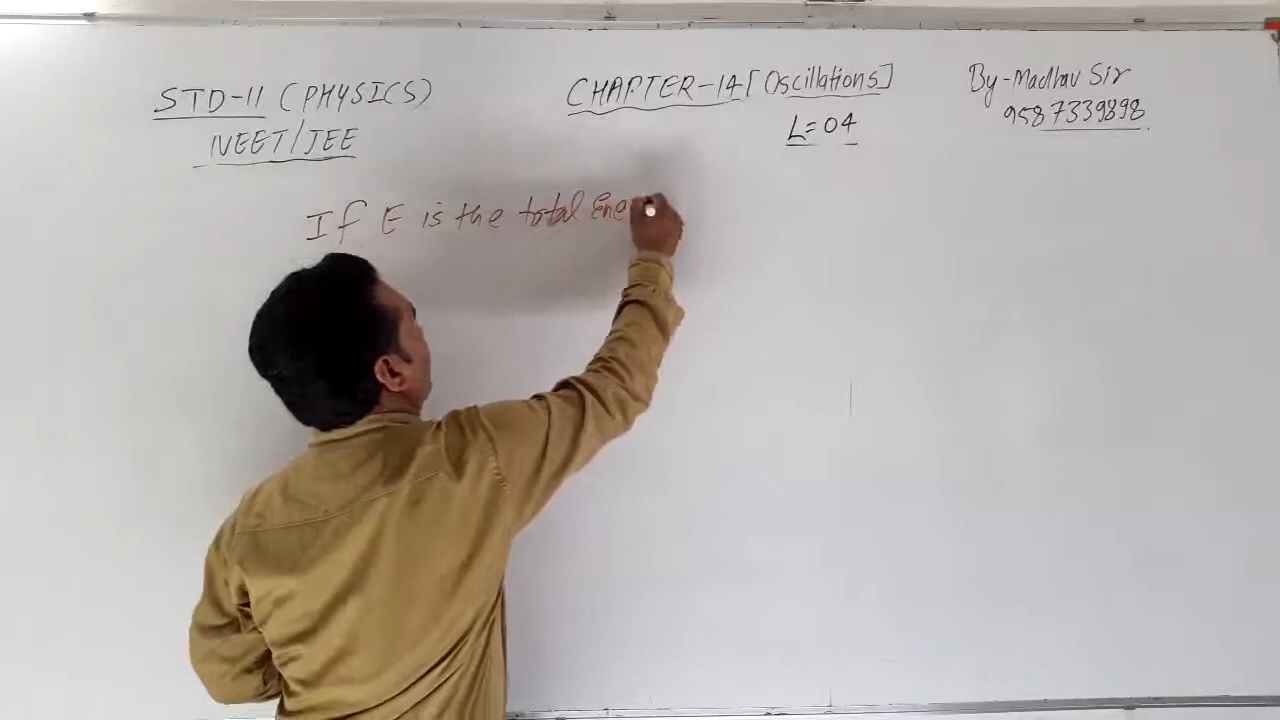 STD-11 (PHYSICS)
NEET/JEE
CHAPTER-14 [Oscillations]
L=04
By-Madhav Sir
9587339898
If E is the total Ene